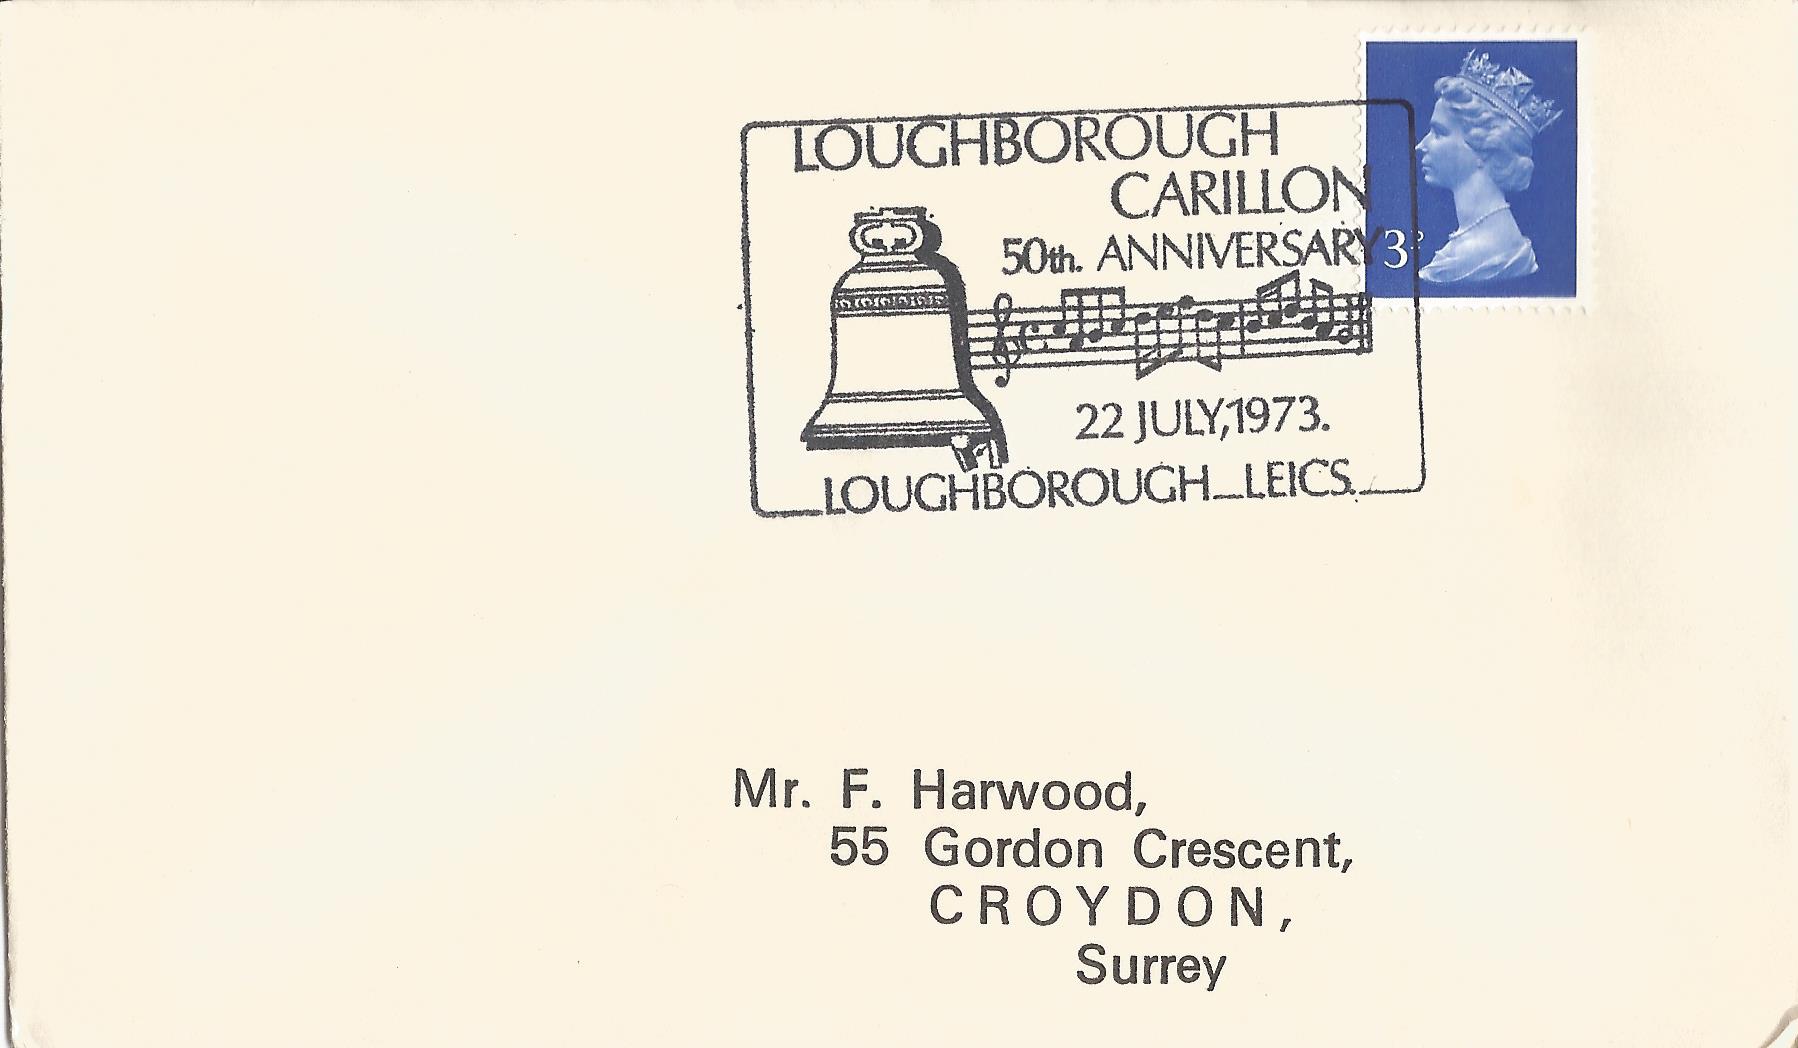 LOUGHBOROUGH
CARILLON
50th. ANNIVERSARY
3P
22 JULY, 1973.
LOUGHBOROUGH LEICS.
Mr. F. Harwood,
55 Gordon Crescent,
CROYDON,
Surrey